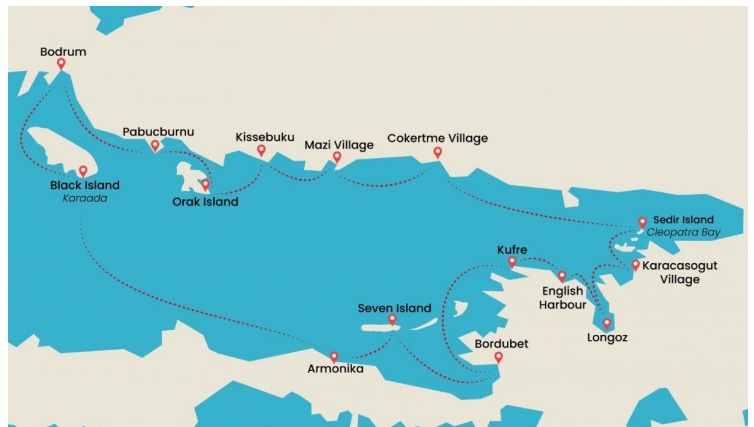 Bodrum
Pabucburnu
Kissebuku
Mazi Village
Cokertme Village
Black Island
Karaada
Orak Island
Sedir Island
Cleopatra Bay
Kufre
Karacasogut
Village
English
Harbour
Seven Island
Longoz
Bordubet
Armonika